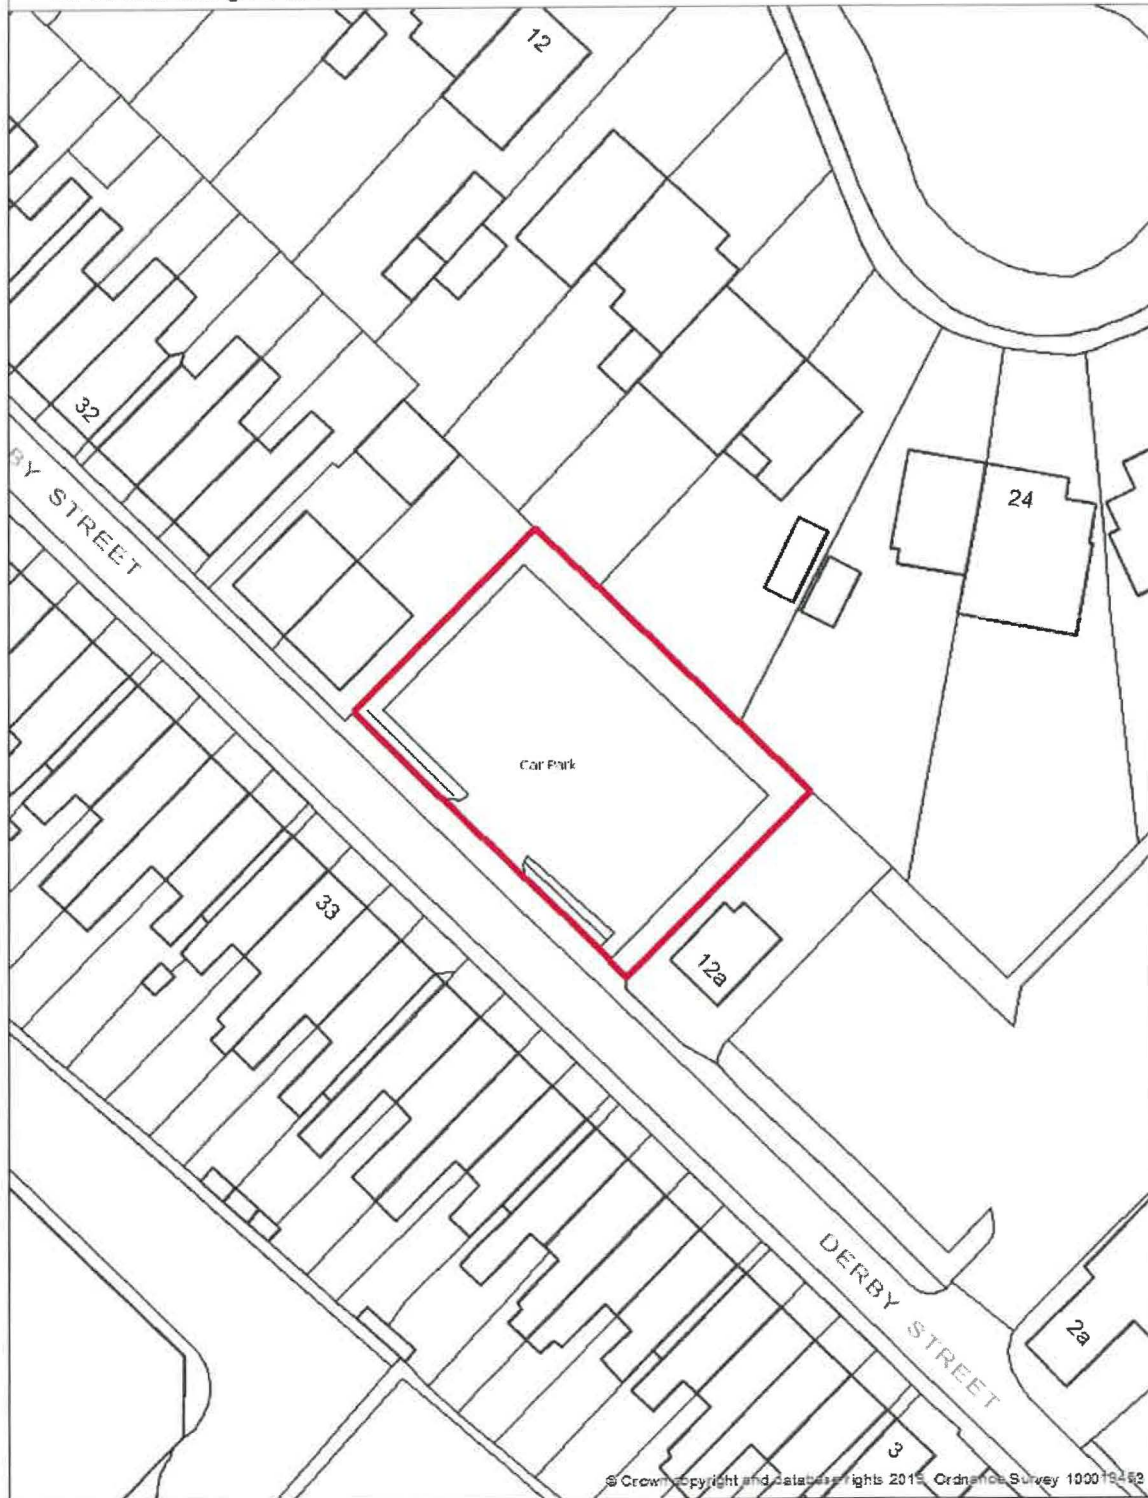 12
32
BY STREET
24
Car Park
33
12a
DERBY STREET
2a
3
© Crown copyright and database rights 2019 Ordnance Survey